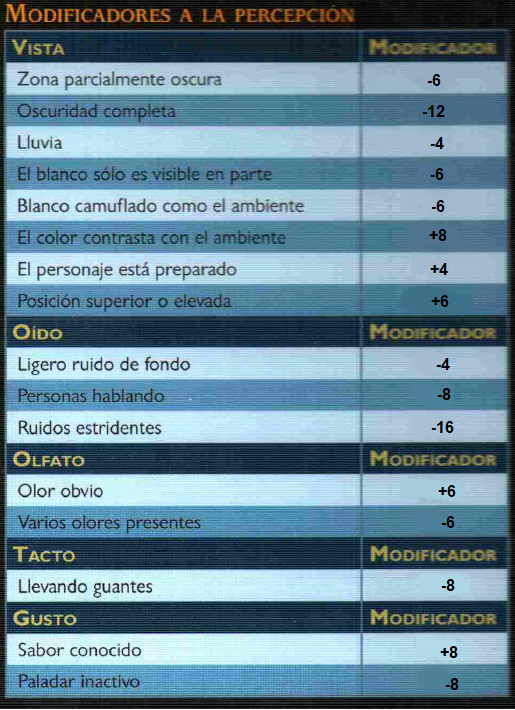 MODIFICADORES A LA PERCEPCIÓN
VISTA MODIFICADOR
Zona parcialmente oscura -6
Oscuridad completa -12
Lluvia -4
El blanco sólo es visible en parte -6
Blanco camuflado como el ambiente -6
El color contrasta con el ambiente +8
El personaje está preparado +4
Posición superior o elevada +6
OÍDO MODIFICADOR
Ligero ruido de fondo -4
Personas hablando -8
Ruidos estridentes -16
OLFATO MODIFICADOR
Olor obvio +6
Varios olores presentes -6
TACTO MODIFICADOR
Llevando guantes -8
GUSTO MODIFICADOR
Sabor conocido +8
Paladar inactivo -8